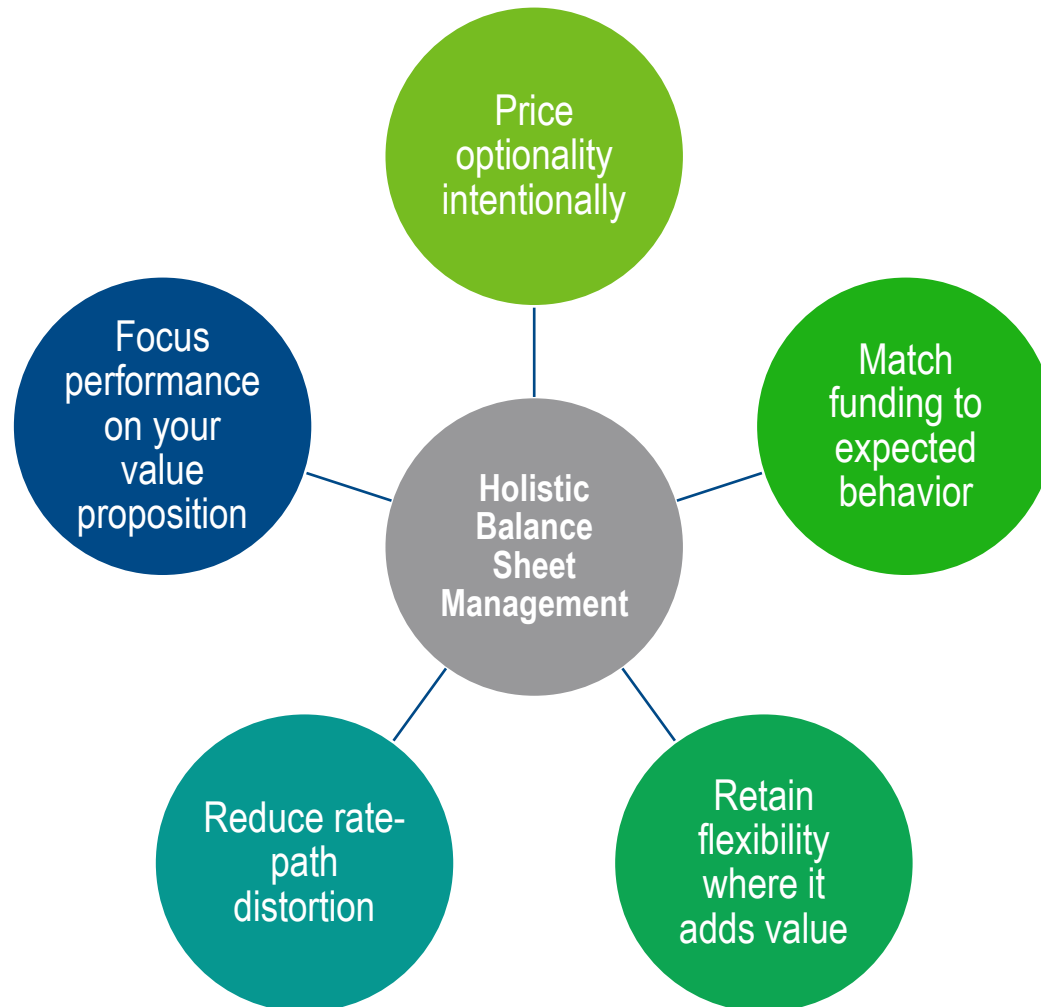 Price
optionality
intentionally
Match
funding to
expected
behavior
Retain
flexibility
where it
adds value
Reduce rate-
path
distortion
Focus
performance
on your
value
proposition
Holistic
Balance
Sheet
Management